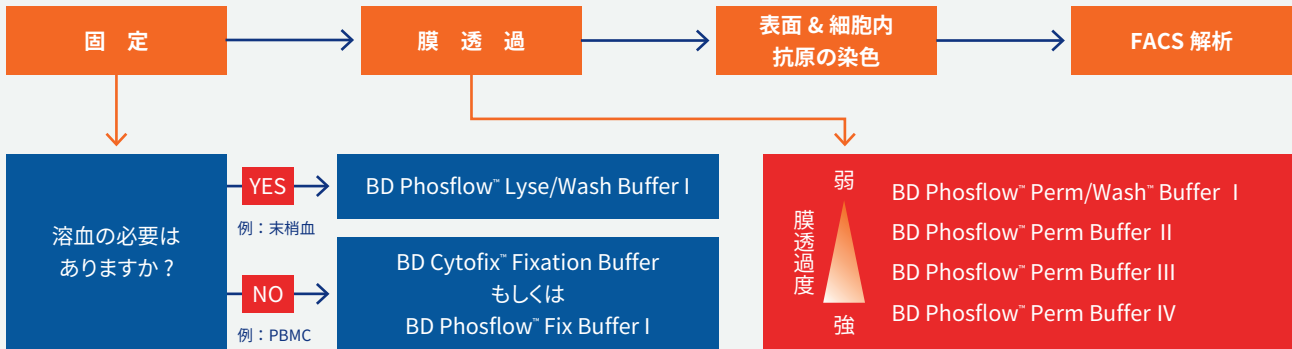 固 定
膜 透 過
表面 & 細胞内
抗原の染色
FACS 解析
溶血の必要は
ありますか？
YES
例：末梢血
NO
例：PBMC
BD Phosflow™ Lyse/Wash Buffer I
BD Cytofix™ Fixation Buffer
もしくは
BD Phosflow™ Fix Buffer I
弱
膜透過度
強
BD Phosflow™ Perm/Wash™ Buffer I
BD Phosflow™ Perm Buffer II
BD Phosflow™ Perm Buffer III
BD Phosflow™ Perm Buffer IV